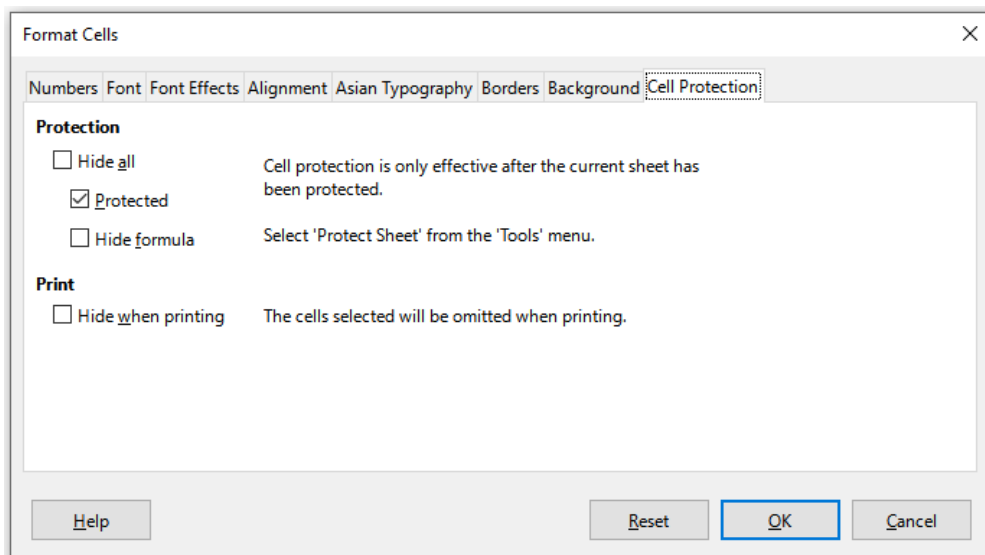 Format Cells
Numbers Font Font Effects Alignment Asian Typography Borders Background Cell Protection
Protection
Hide all
Cell protection is only effective after the current sheet has
been protected.
Protected
Hide formula
Select 'Protect Sheet' from the 'Tools' menu.
Print
Hide when printing
The cells selected will be omitted when printing.
Help
Reset
OK
Cancel